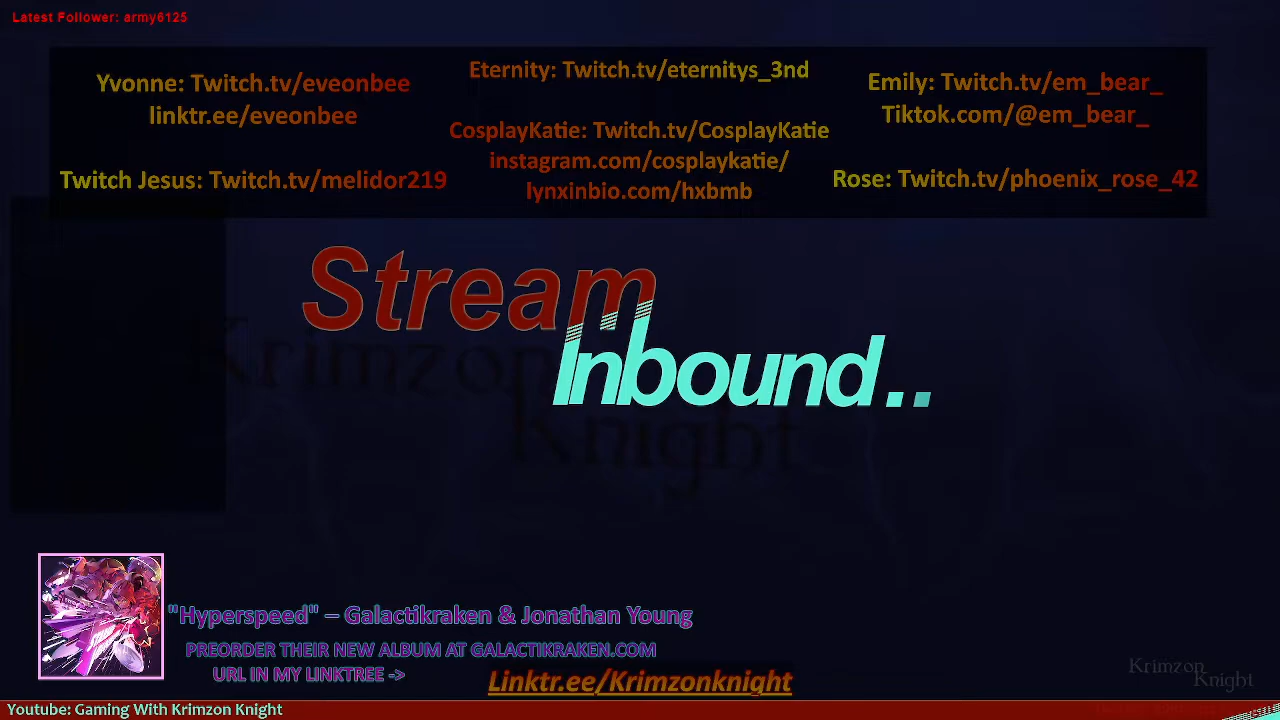 Latest Follower: army6125
Yvonne: Twitch.tv/eveonbee
linktr.ee/eveonbee
Twitch Jesus: Twitch.tv/melidor219
Eternity: Twitch.tv/eternitys_3nd
CosplayKatie: Twitch.tv/CosplayKatie
instagram.com/cosplaykatie/
lynxinbio.com/hxbmb
Emily: Twitch.tv/em_bear_
Tiktok.com/@em_bear_
Rose: Twitch.tv/phoenix_rose_42
Stream
Inbound..
Krimzon
Knight
"Hyperspeed" – Galactikraken & Jonathan Young
PREORDER THEIR NEW ALBUM AT GALACTIKRAKEN.COM
URL IN MY LINKTREE ->
Linktr.ee/Krimzonknight
Krimzon
Knight
Youtube: Gaming With Krimzon Knight